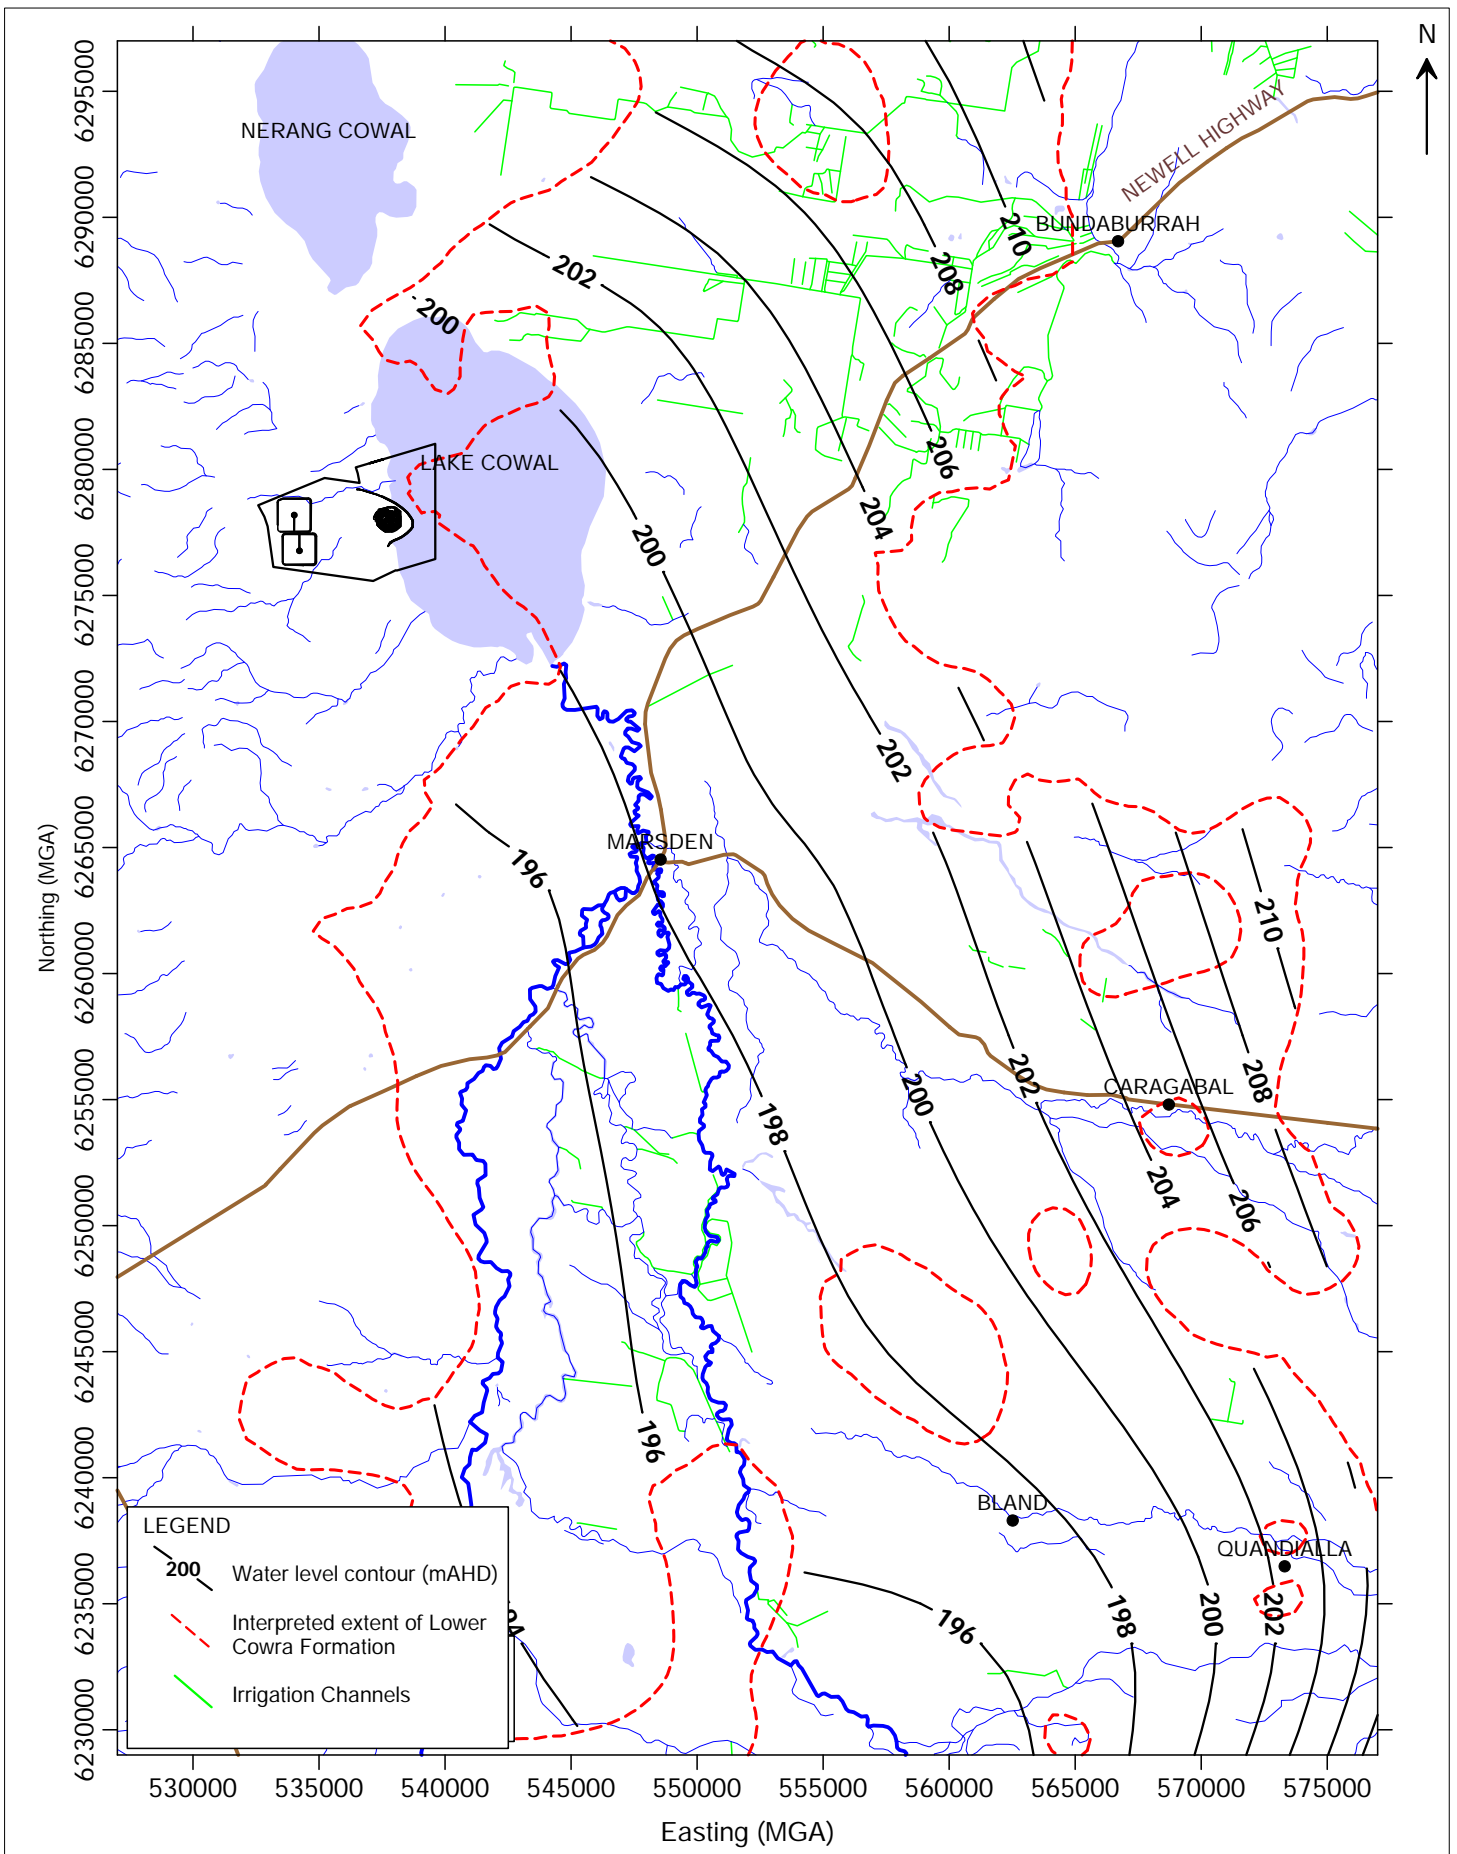 N
NERANG COWAL
NEWELL HIGHWAY
BUNDABURRAH
210
208
202
200
LAKE COWAL
206
204
200
202
MARSDEN
196
210
202
200
CARAGABAL
208
198
204
206
196
BLAND
QUANDIALLA
196
198
200
202
LEGEND
200
Water level contour (mAHD)
Interpreted extent of Lower
Cowra Formation
Irrigation Channels
6295000
6290000
6285000
6280000
6275000
6270000
6265000
6260000
6255000
6250000
6245000
6240000
6235000
6230000
Northing (MGA)
530000
535000
540000
545000
550000
555000
560000
565000
570000
575000
Easting (MGA)